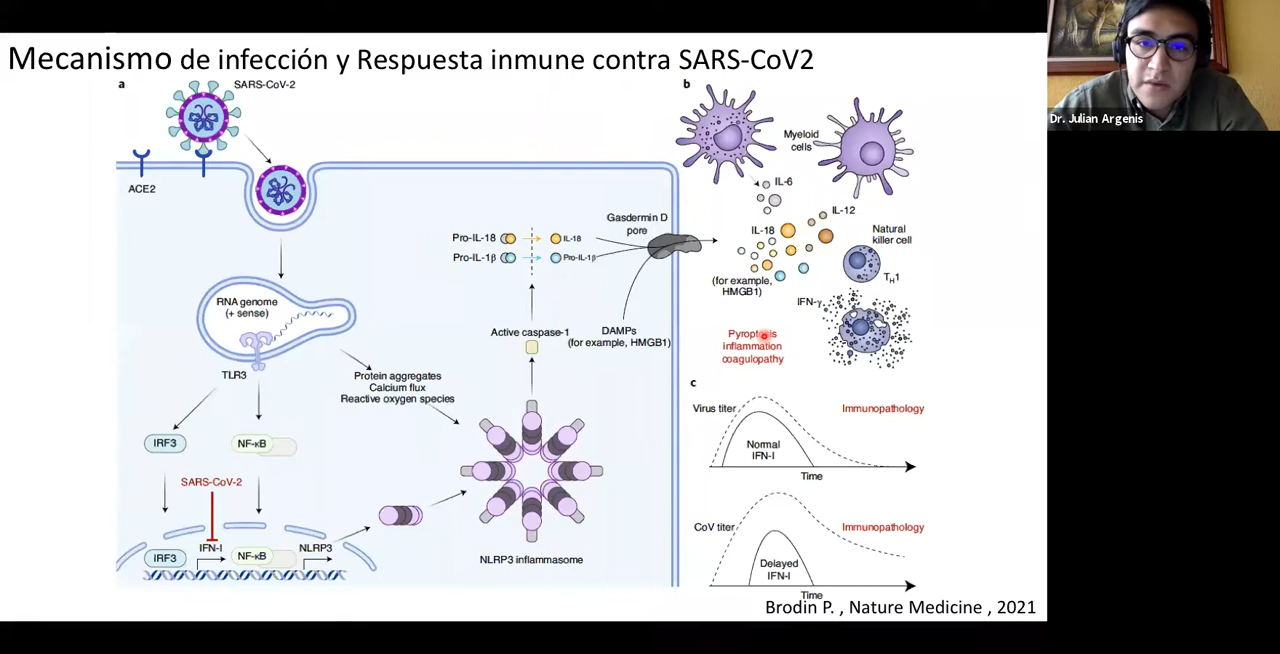 Mecanismo de infección y Respuesta inmune contra SARS-CoV2
Dr. Julian Argenis
a
SARS-CoV-2
ACE2
RNA genome
(+ sense)
TLR3
Protein aggregates
Calcium flux
Reactive oxygen species
IRF3
NF-κB
SARS-CoV-2
IRF3
IFN-I
NF-κB
NLRP3
NLRP3 inflammasome
Active caspase-1
Pro-IL-18
IL-18
Pro-IL-1β
Pro-IL-1β
DAMPs
(for example, HMGB1)
Gasdermin D
pore
b
Myeloid
cells
IL-6
IL-12
IL-18
(for example,
HMGB1)
Natural
killer cell
TH1
IFN-γ
Pyroptosis
inflammation
coagulopathy
c
Virus titer
Immunopathology
Normal
IFN-I
Time
CoV titer
Immunopathology
Delayed
IFN-I
Time
Brodin P. , Nature Medicine , 2021